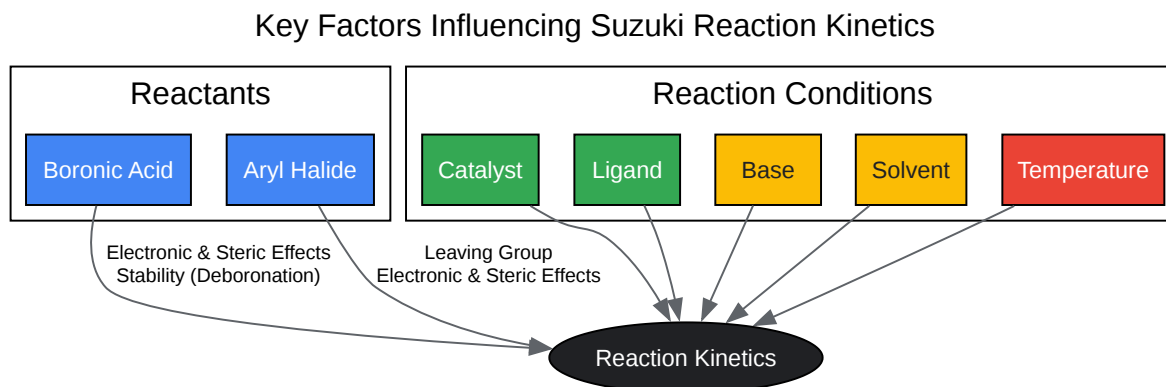 Key Factors Influencing Suzuki Reaction Kinetics
Reactants
Reaction Conditions
Boronic Acid
Aryl Halide
Catalyst
Ligand
Base
Solvent
Temperature
Electronic & Steric Effects
Stability (Deboronation)
Leaving Group
Electronic & Steric Effects
Reaction Kinetics